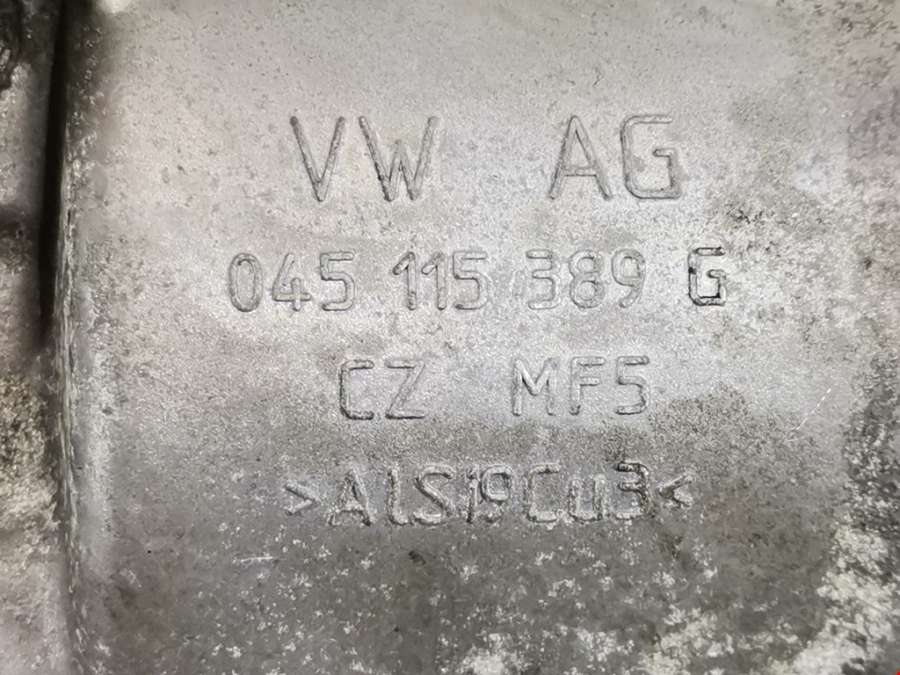 VW AG
045 115 389 G
CZ MF5
>AlSi9Cu3<